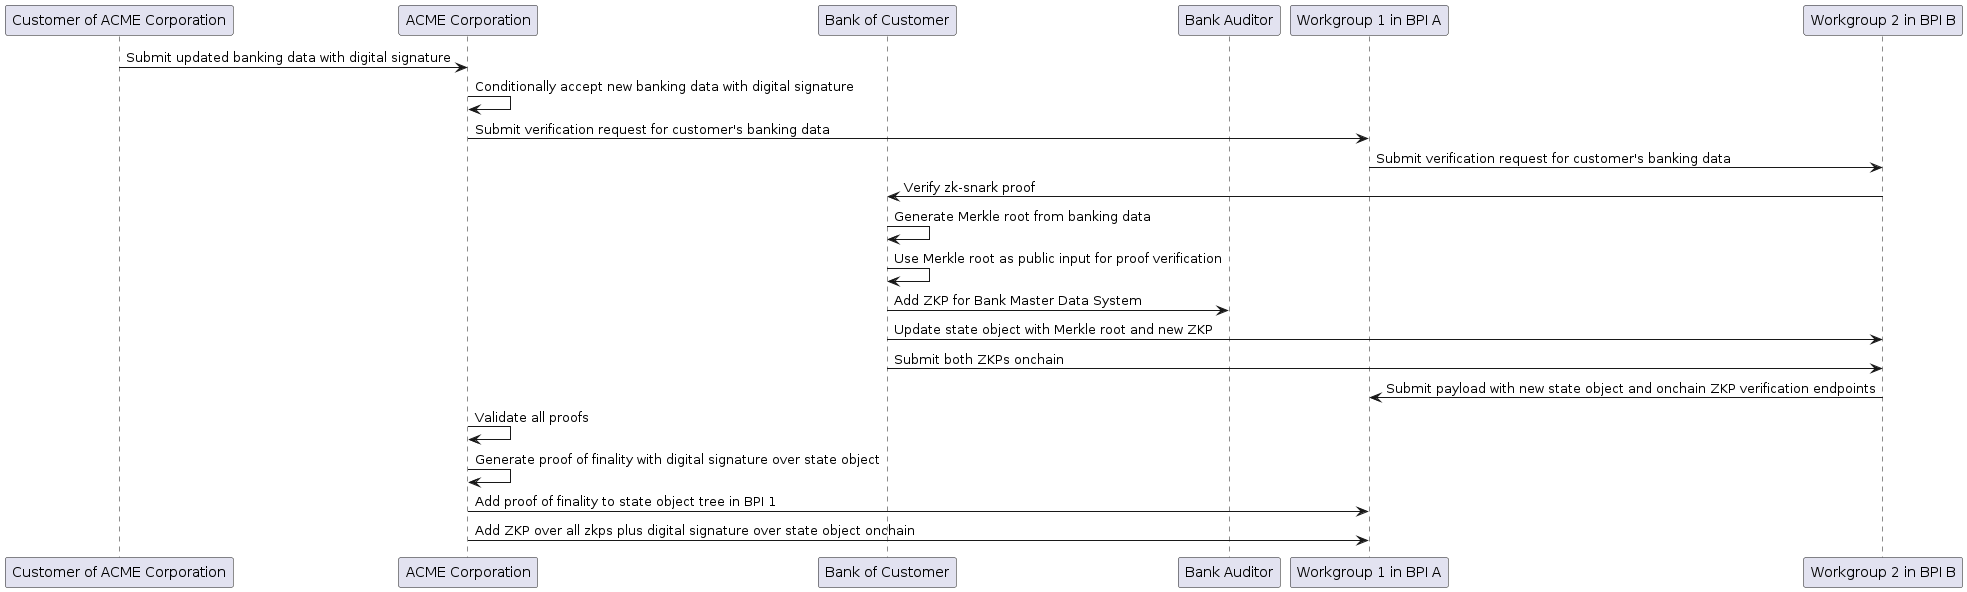 Customer of ACME Corporation
ACME Corporation
Bank of Customer
Bank Auditor
Workgroup 1 in BPI A
Workgroup 2 in BPI B
Submit updated banking data with digital signature
Conditionally accept new banking data with digital signature
Submit verification request for customer's banking data
Submit verification request for customer's banking data
Verify zk-snark proof
Generate Merkle root from banking data
Use Merkle root as public input for proof verification
Add ZKP for Bank Master Data System
Update state object with Merkle root and new ZKP
Submit both ZKPs onchain
Submit payload with new state object and onchain ZKP verification endpoints
Validate all proofs
Generate proof of finality with digital signature over state object
Add proof of finality to state object tree in BPI 1
Add ZKP over all zkps plus digital signature over state object onchain
Customer of ACME Corporation
ACME Corporation
Bank of Customer
Bank Auditor
Workgroup 1 in BPI A
Workgroup 2 in BPI B